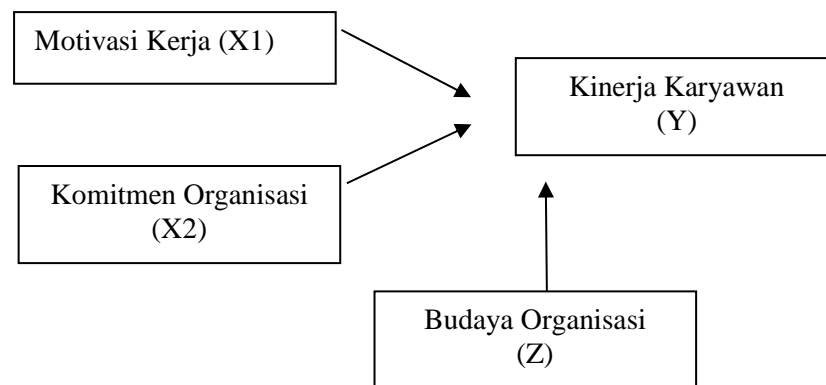 Motivasi Kerja (X1)
Kinerja Karyawan
(Y)
Komitmen Organisasi
(X2)
Budaya Organisasi
(Z)